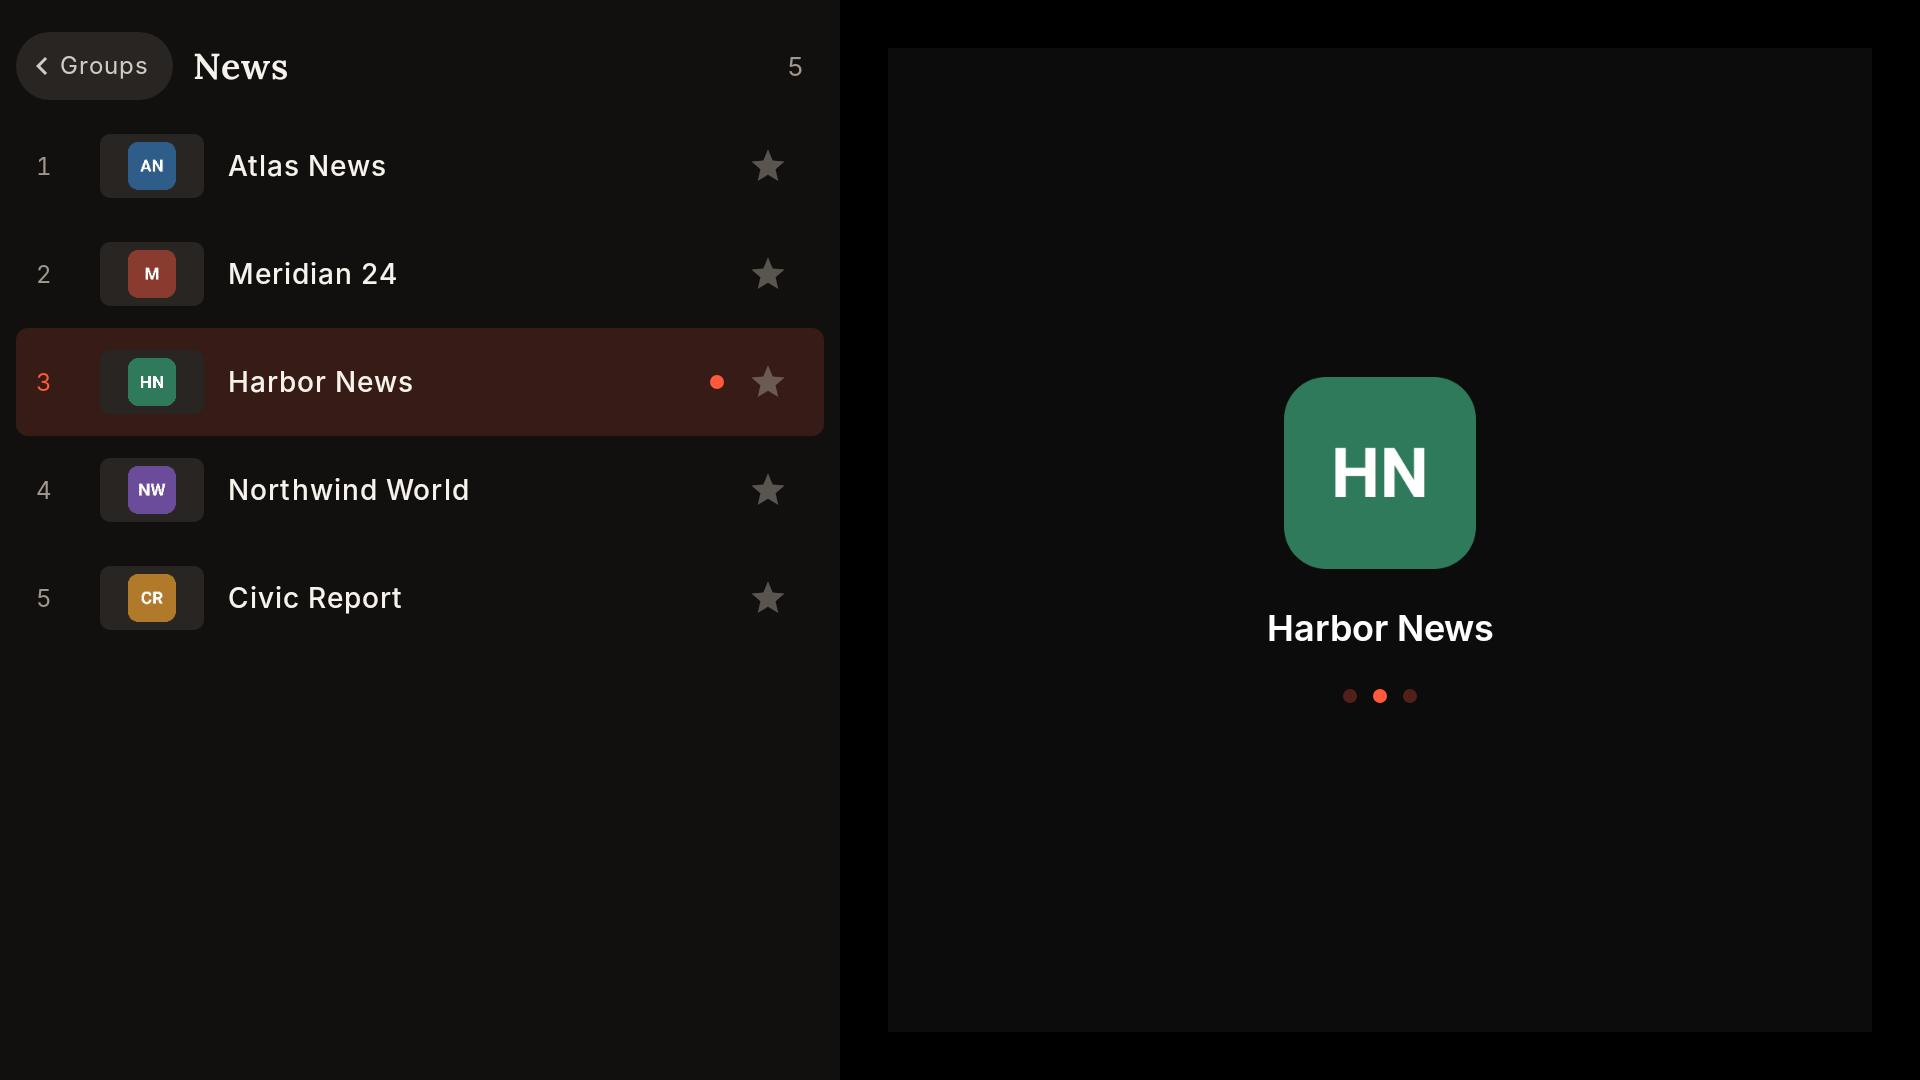 Groups
News
5
1
AN
Atlas News
2
M
Meridian 24
3
HN
Harbor News
4
NW
Northwind World
5
CR
Civic Report
HN
Harbor News